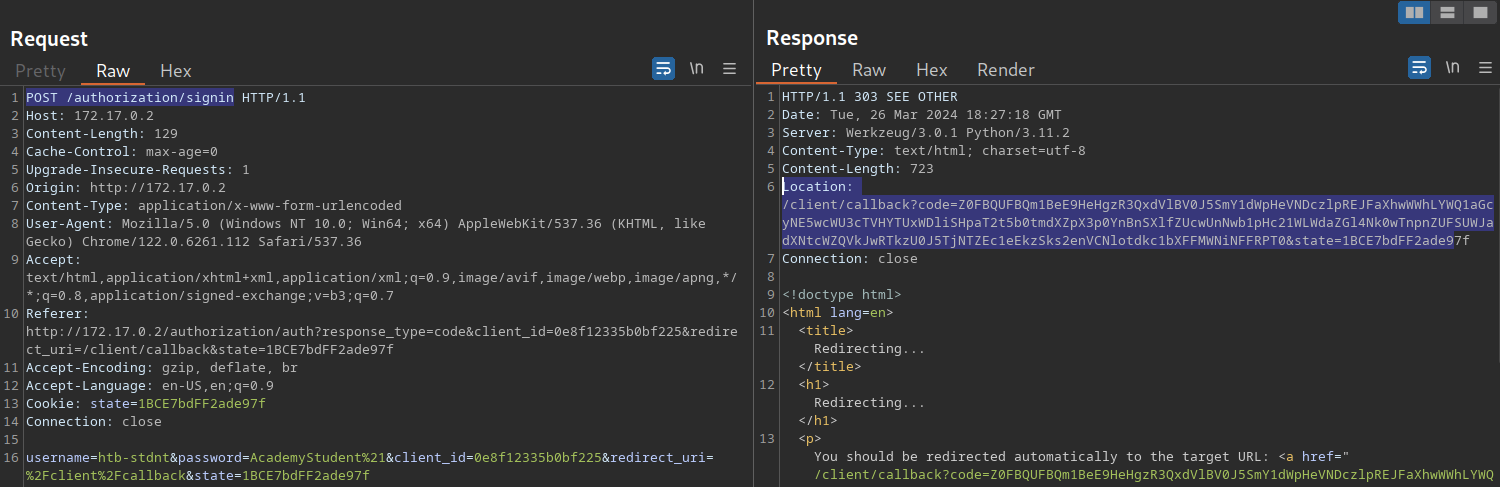 Request
Pretty Raw Hex
\n
1 POST /authorization/signin HTTP/1.1
2 Host: 172.17.0.2
3 Content-Length: 129
4 Cache-Control: max-age=0
5 Upgrade-Insecure-Requests: 1
6 Origin: http://172.17.0.2
7 Content-Type: application/x-www-form-urlencoded
8 User-Agent: Mozilla/5.0 (Windows NT 10.0; Win64; x64) AppleWebKit/537.36 (KHTML, like
Gecko) Chrome/122.0.6261.112 Safari/537.36
9 Accept:
text/html,application/xhtml+xml,application/xml;q=0.9,image/avif,image/webp,image/apng,*/
*;q=0.8,application/signed-exchange;v=b3;q=0.7
10 Referer:
http://172.17.0.2/authorization/auth?response_type=code&client_id=0e8f12335b0bf225&redire
ct_uri=/client/callback&state=1BCE7bdFF2ade97f
11 Accept-Encoding: gzip, deflate, br
12 Accept-Language: en-US,en;q=0.9
13 Cookie: state=1BCE7bdFF2ade97f
14 Connection: close
15
16 username=htb-stdnt&password=AcademyStudent%21&client_id=0e8f12335b0bf225&redirect_uri=
%2Fclient%2Fcallback&state=1BCE7bdFF2ade97f
Response
Pretty Raw Hex Render
\n
1 HTTP/1.1 303 SEE OTHER
2 Date: Tue, 26 Mar 2024 18:27:18 GMT
3 Server: Werkzeug/3.0.1 Python/3.11.2
4 Content-Type: text/html; charset=utf-8
5 Content-Length: 723
6 Location:
/client/callback?code=Z0FBQUFBQm1BeE9HeHgzR3QxdVlBV0J5SmY1dWpHeVNDczlpREJFaXhwWWhLYWQ1aGc
yNE5wcWU3cTVHYTUxWDliSHpaT2t5b0tmdXZpX3p0YnBnSXlfZUcwUnNwb1pHc21WLWdaZGl4Nk0wTnpnZUFSUWJa
dXNtcWZQVkJwRTkzU0J5TjNTZEc1eEkzSks2enVCNlotdkc1bXFFMWNiNFFRPT0&state=1BCE7bdFF2ade97f
7 Connection: close
8
9 <!doctype html>
10 <html lang=en>
11 <title>
Redirecting...
</title>
12 <h1>
Redirecting...
</h1>
13 <p>
You should be redirected automatically to the target URL: <a href="
/client/callback?code=Z0FBQUFBQm1BeE9HeHgzR3QxdVlBV0J5SmY1dWpHeVNDczlpREJFaXhwWWhLYWQ